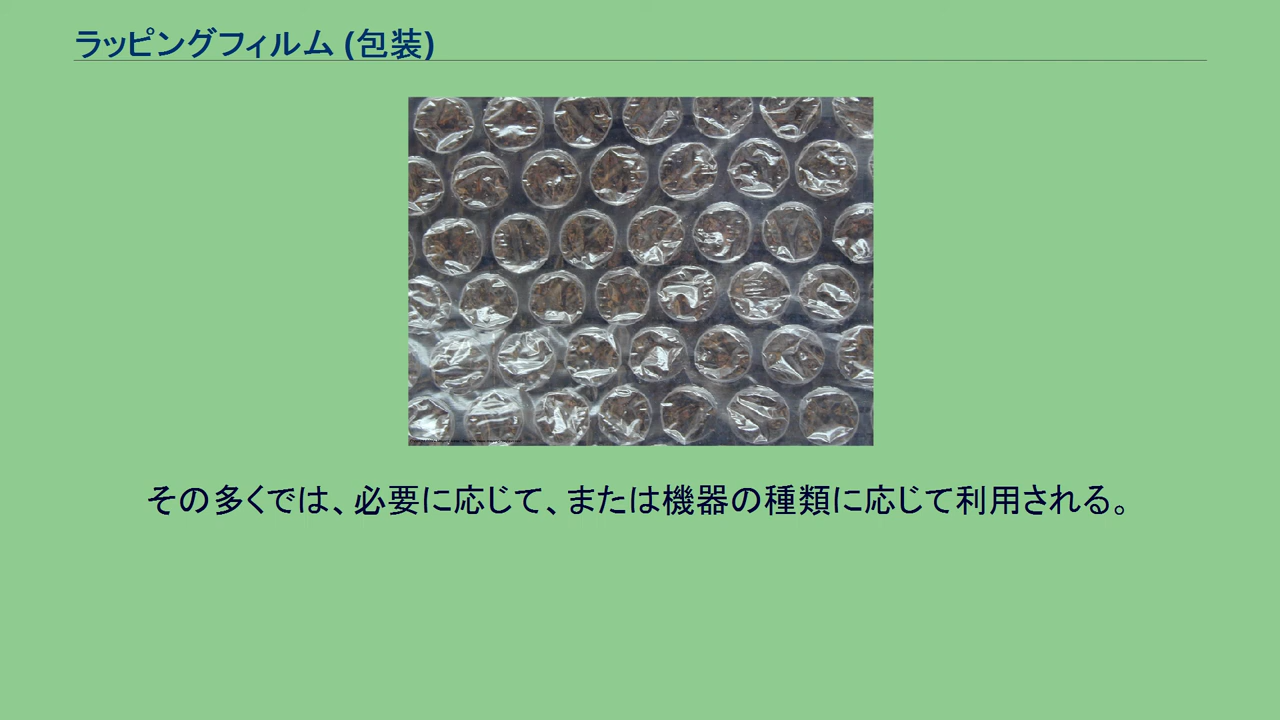 ラッピングフィルム (包装)
その多くでは、必要に応じて、または機器の種類に応じて利用される。